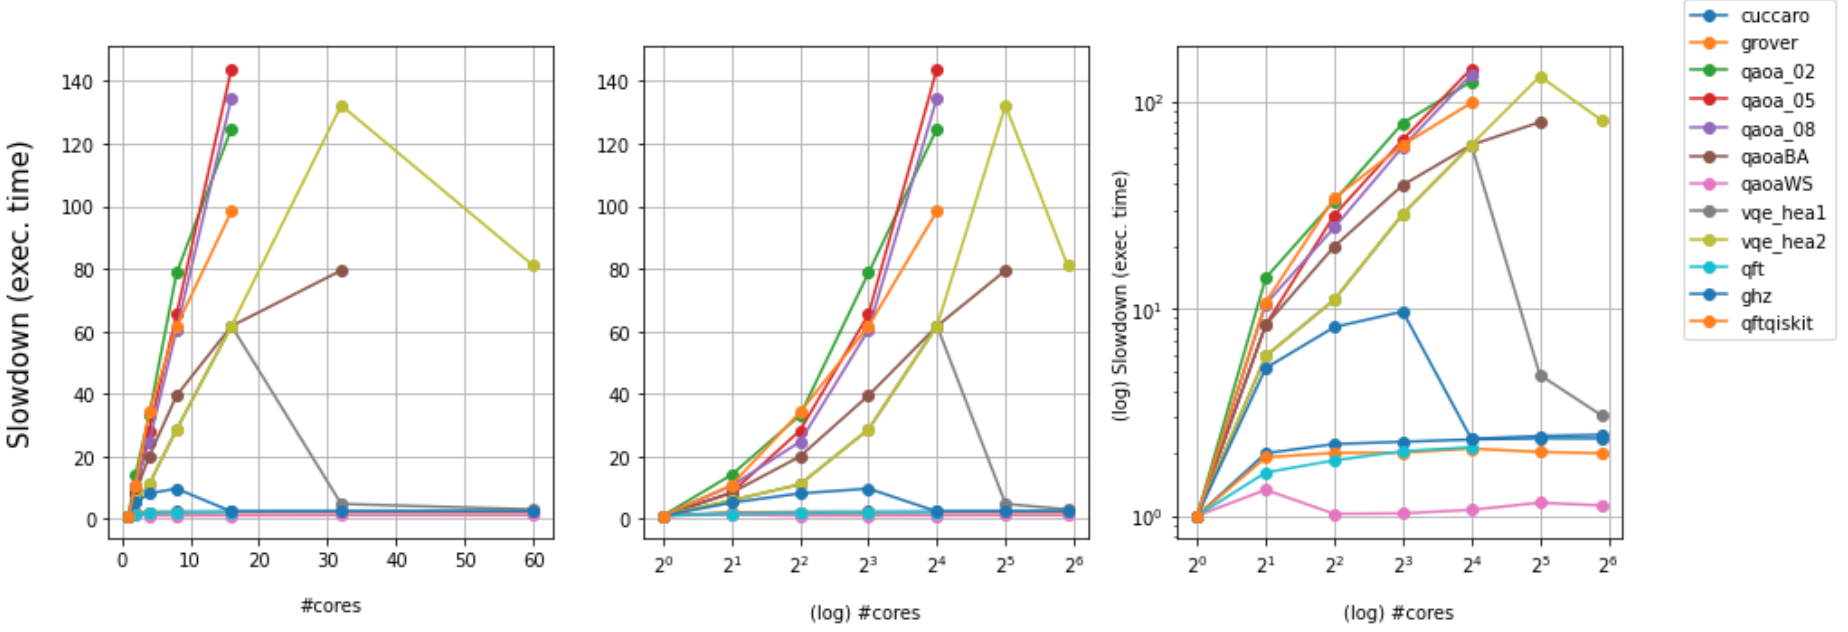 Slowdown (exec. time)
140
120
100
80
60
40
20
0
0 10 20 30 40 50 60
#cores
140
120
100
80
60
40
20
0
2⁰ 2¹ 2² 2³ 2⁴ 2⁵ 2⁶
(log) #cores
(log) Slowdown (exec. time)
10²
10¹
10⁰
2⁰ 2¹ 2² 2³ 2⁴ 2⁵ 2⁶
(log) #cores
cuccaro
grover
qaoa_02
qaoa_05
qaoa_08
qaoaBA
qaoaWS
vqe_hea1
vqe_hea2
qft
ghz
qftqiskit